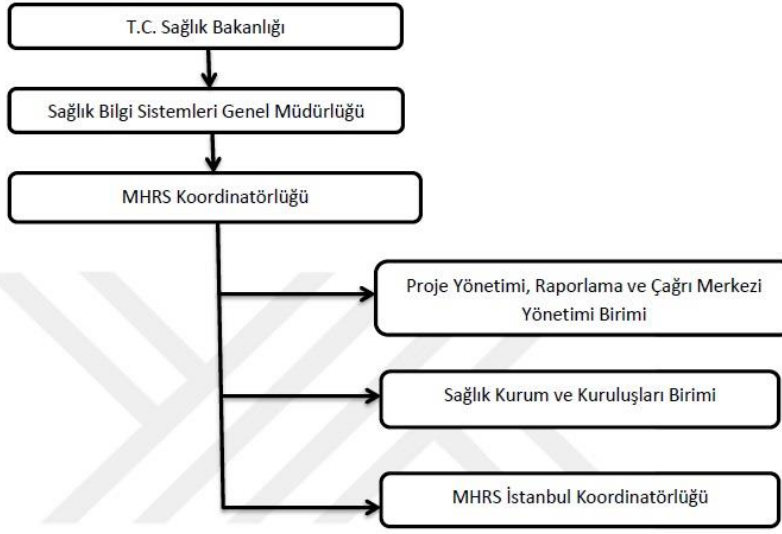 T.C. Sağlık Bakanlığı
Sağlık Bilgi Sistemleri Genel Müdürlüğü
MHRS Koordinatörlüğü
Proje Yönetimi, Raporlama ve Çağrı Merkezi
Yönetimi Birimi
Sağlık Kurum ve Kuruluşları Birimi
MHRS İstanbul Koordinatörlüğü